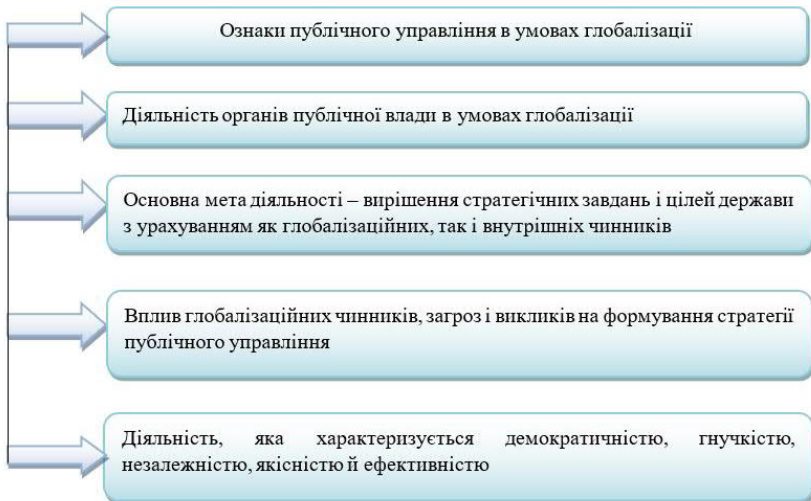 Ознаки публічного управління в умовах глобалізації
Діяльність органів публічної влади в умовах глобалізації
Основна мета діяльності – вирішення стратегічних завдань і цілей держави
з урахуванням як глобалізаційних, так і внутрішніх чинників
Вплив глобалізаційних чинників, загроз і викликів на формування стратегії
публічного управління
Діяльність, яка характеризується демократичністю, гнучкістю,
незалежністю, якісністю й ефективністю